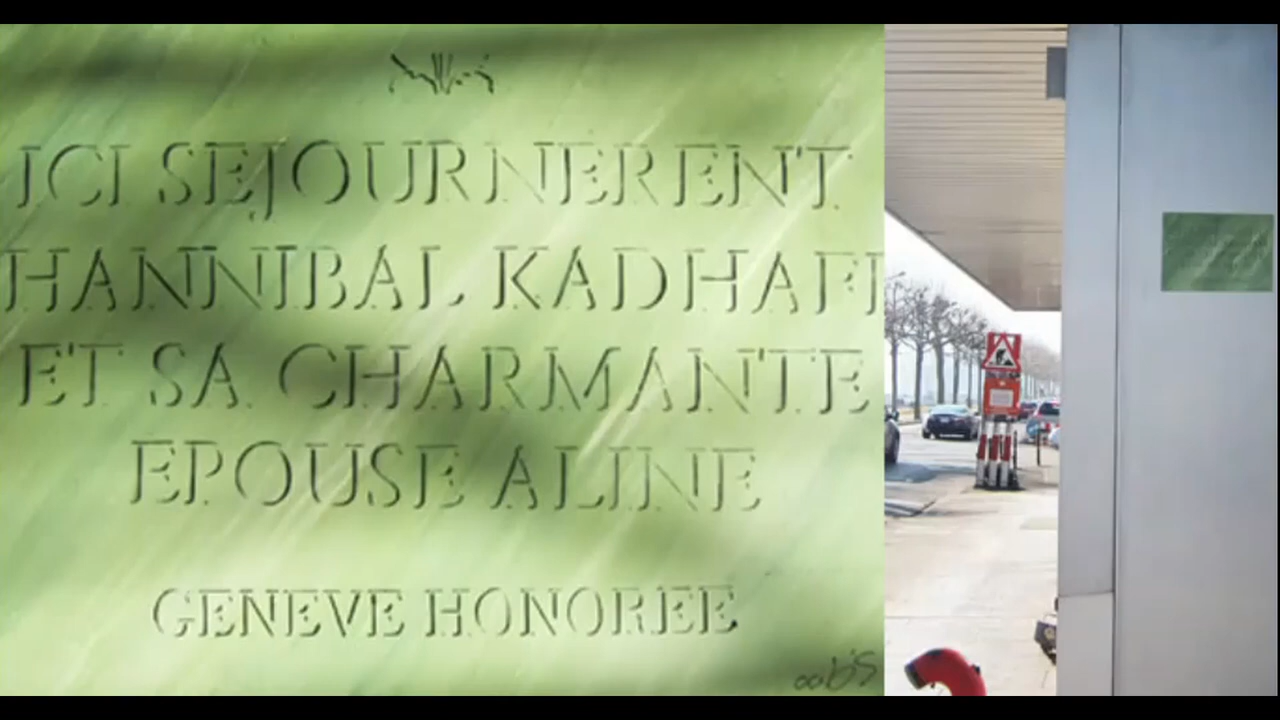 ICI SEJOURNERENT
HANNIBAL KADHAFI
ET SA CHARMANTE
EPOUSE ALINE
GENEVE HONOREE